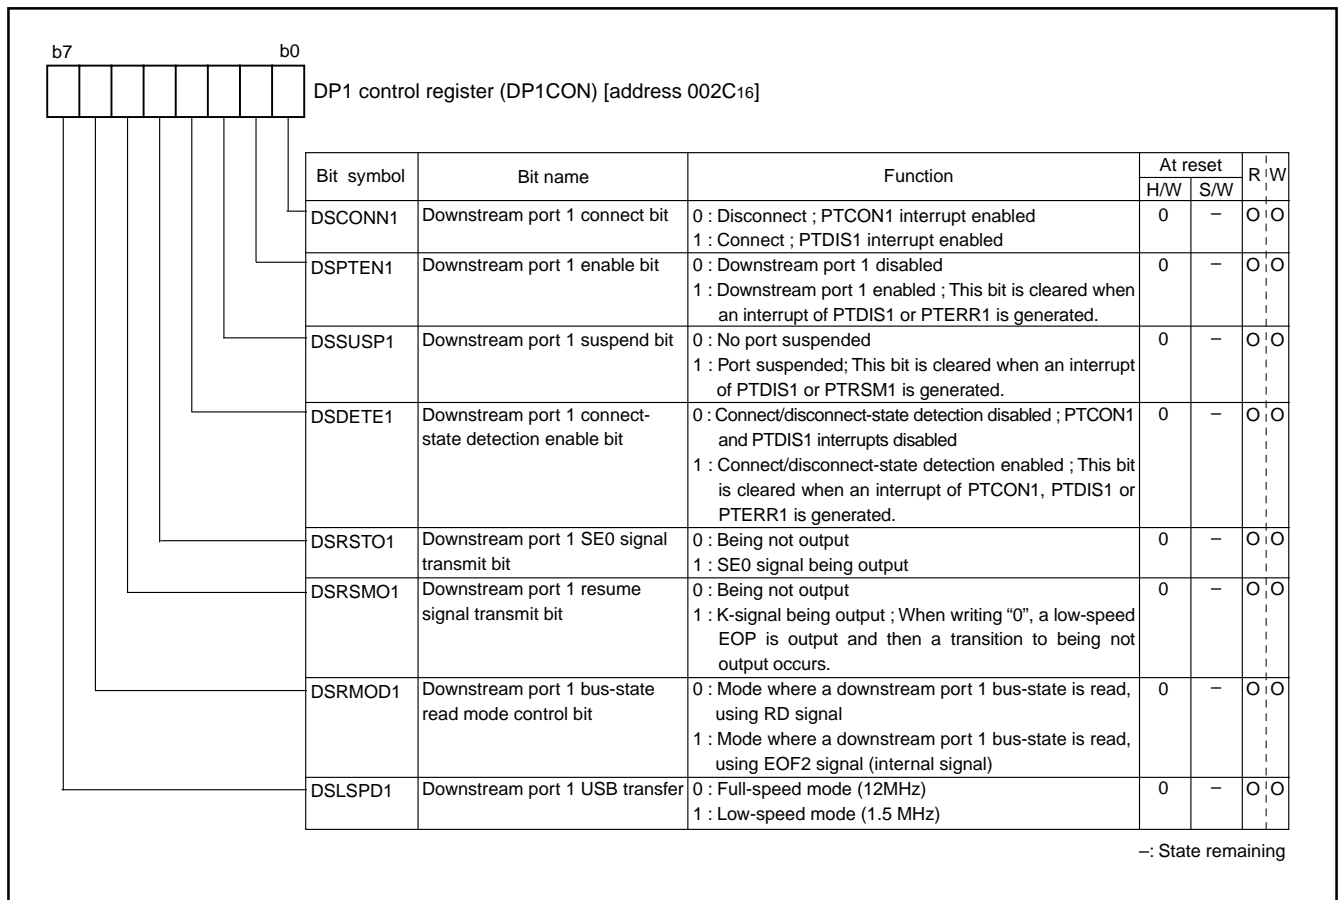 b7 b0
DP1 control register (DP1CON) [address 002C16]
Bit symbol Bit name Function At reset R W
H/W S/W
DSCONN1 Downstream port 1 connect bit 0 : Disconnect ; PTCON1 interrupt enabled 0 – O O
1 : Connect ; PTDIS1 interrupt enabled
DSPTEN1 Downstream port 1 enable bit 0 : Downstream port 1 disabled 0 – O O
1 : Downstream port 1 enabled ; This bit is cleared when
an interrupt of PTDIS1 or PTERR1 is generated.
DSSUSP1 Downstream port 1 suspend bit 0 : No port suspended 0 – O O
1 : Port suspended; This bit is cleared when an interrupt
of PTDIS1 or PTRSM1 is generated.
DSDETE1 Downstream port 1 connect- 0 : Connect/disconnect-state detection disabled ; PTCON1 0 – O O
state detection enable bit and PTDIS1 interrupts disabled
1 : Connect/disconnect-state detection enabled ; This bit
is cleared when an interrupt of PTCON1, PTDIS1 or
PTERR1 is generated.
DSRSTO1 Downstream port 1 SE0 signal 0 : Being not output 0 – O O
transmit bit 1 : SE0 signal being output
DSRSMO1 Downstream port 1 resume 0 : Being not output 0 – O O
signal transmit bit 1 : K-signal being output ; When writing “0”, a low-speed
EOP is output and then a transition to being not
output occurs.
DSRMOD1 Downstream port 1 bus-state 0 : Mode where a downstream port 1 bus-state is read, 0 – O O
read mode control bit using RD signal
1 : Mode where a downstream port 1 bus-state is read,
using EOF2 signal (internal signal)
DSLSPD1 Downstream port 1 USB transfer 0 : Full-speed mode (12MHz) 0 – O O
1 : Low-speed mode (1.5 MHz)
–: State remaining